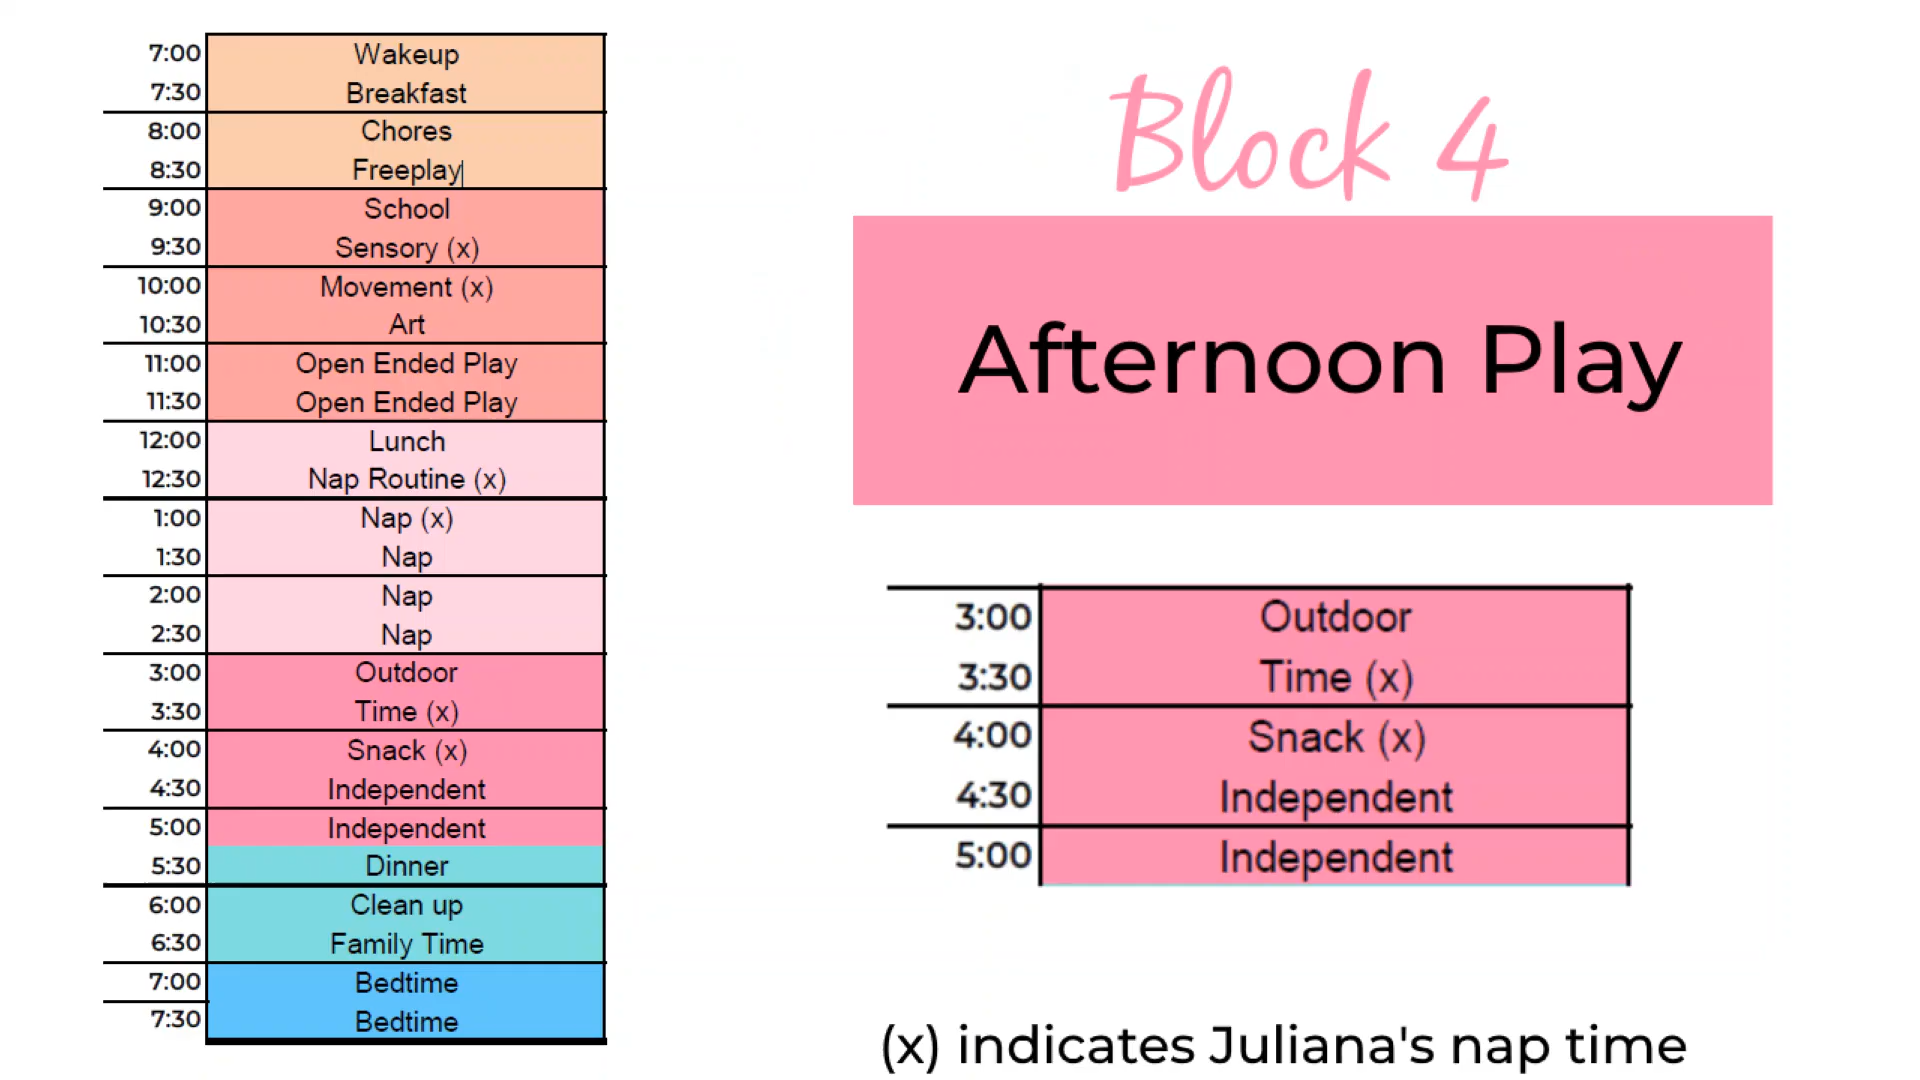 7:00 Wakeup
7:30 Breakfast
8:00 Chores
8:30 Freeplay
9:00 School
9:30 Sensory (x)
10:00 Movement (x)
10:30 Art
11:00 Open Ended Play
11:30 Open Ended Play
12:00 Lunch
12:30 Nap Routine (x)
1:00 Nap (x)
1:30 Nap
2:00 Nap
2:30 Nap
3:00 Outdoor
3:30 Time (x)
4:00 Snack (x)
4:30 Independent
5:00 Independent
5:30 Dinner
6:00 Clean up
6:30 Family Time
7:00 Bedtime
7:30 Bedtime
Block 4
Afternoon Play
3:00 Outdoor
3:30 Time (x)
4:00 Snack (x)
4:30 Independent
5:00 Independent
(x) indicates Juliana's nap time